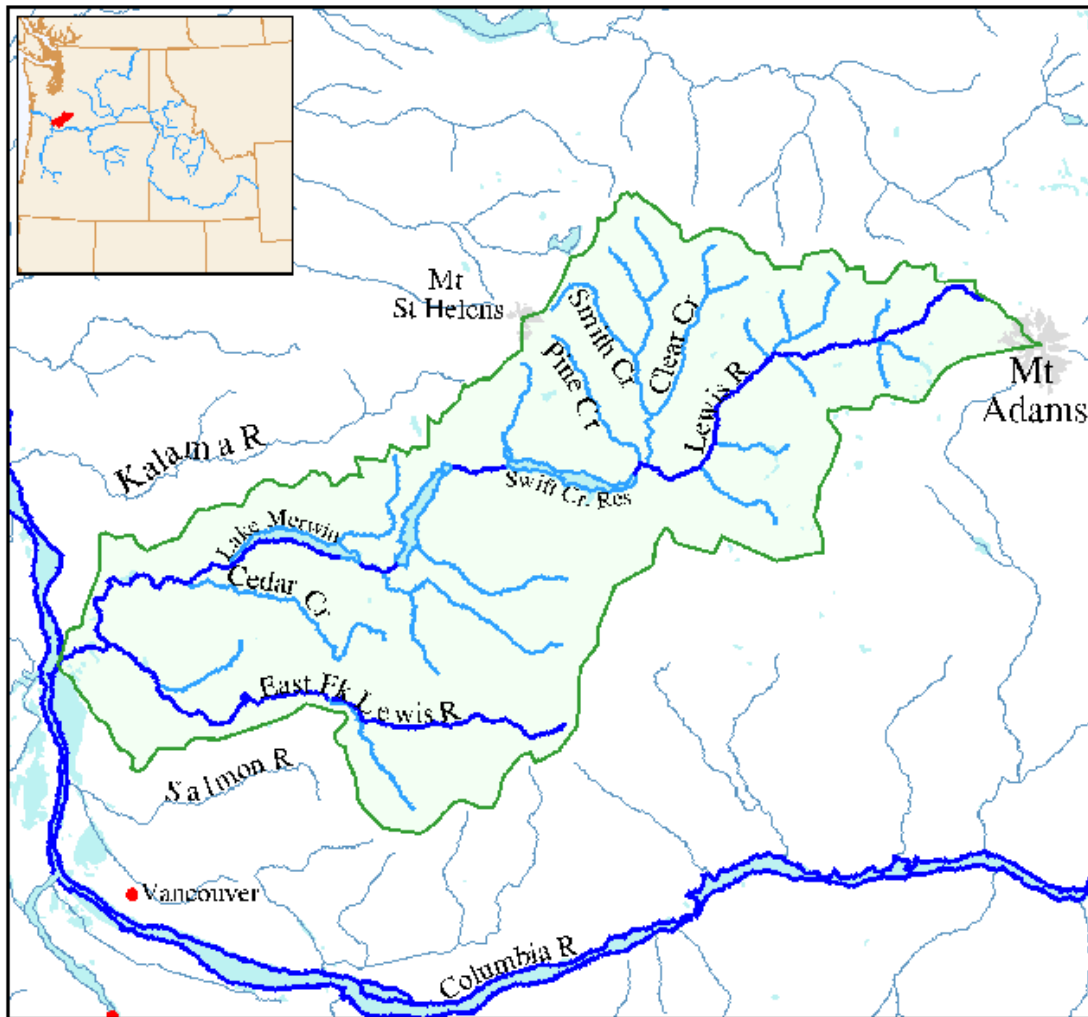 Mt
St Helens
Smith Cr
Clear Cr
Pine Cr
Lewis R
Mt
Adams
Kalama R
Swift Cr. Res
Lake Merwin
Cedar Cr
East Fk Lewis R
Salmon R
Vancouver
Columbia R